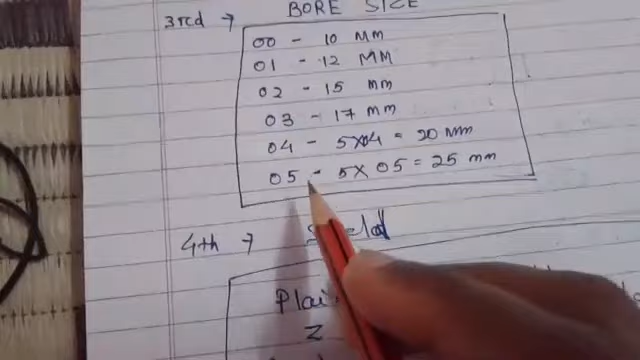 BORE SIZE
3rd →
00 - 10 MM
01 - 12 MM
02 - 15 mm
03 - 17 mm
04 - 5x04 = 20 mm
05 - 5x05 = 25 mm
4th →
Z